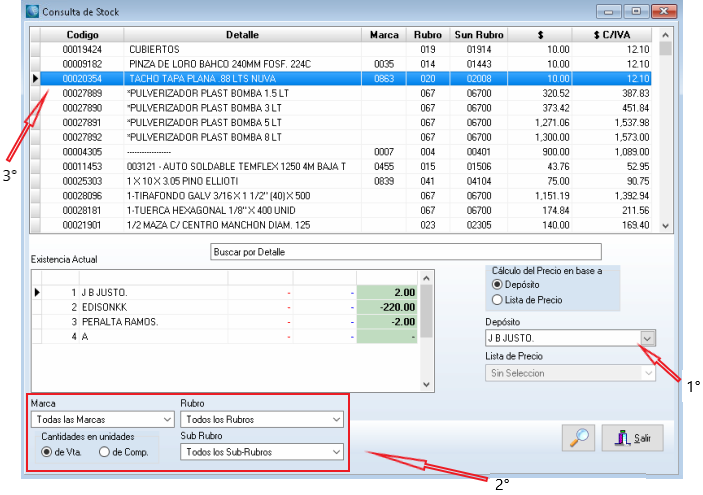 Consulta de Stock
Codigo Detalle Marca Rubro Sun Rubro $ $ C/IVA
00019424 CUBIERTOS 019 01914 10.00 12.10
00009182 PINZA DE LORO BAHCO 240MM FOSF. 224C 0035 014 01443 10.00 12.10
00020354 TACHO TAPA PLANA .88 LTS NUVA 0863 020 02008 10.00 12.10
00027889 *PULVERIZADOR PLAST BOMBA 1.5 LT 067 06700 320.52 387.83
00027890 *PULVERIZADOR PLAST BOMBA 3 LT 067 06700 373.42 451.84
00027891 *PULVERIZADOR PLAST BOMBA 5 LT 067 06700 1,271.06 1,537.98
00027892 *PULVERIZADOR PLAST BOMBA 8 LT 067 06700 1,300.00 1,573.00
00004305 ----------------- 0007 004 00401 900.00 1,089.00
00011453 003121 - AUTO SOLDABLE TEMFLEX 1250 4M BAJA T 0455 015 01506 43.76 52.95
00025303 1 X 10 X 3.05 PINO ELLIOTI 0839 041 04104 75.00 90.75
00028096 1-TIRAFONDO GALV 3/16 X 1 1/2" (40) X 500 067 06700 1,151.19 1,392.94
00028181 1-TUERCA HEXAGONAL 1/8" X 400 UNID 067 06700 174.84 211.56
00021901 1/2 MAZA C/ CENTRO MANCHON DIAM. 125 023 02305 140.00 169.40
3°
Buscar por Detalle
Existencia Actual
1 J B JUSTO. - - 2.00
2 EDISONKK - - -220.00
3 PERALTA RAMOS. - - -2.00
4 A - - -
Cálculo del Precio en base a
Depósito
Lista de Precio
Depósito
J B JUSTO.
Lista de Precio
Sin Seleccion
1°
Marca Rubro
Todas las Marcas Todos los Rubros
Cantidades en unidades Sub Rubro
de Vta. de Comp. Todos los Sub-Rubros
Salir
2°